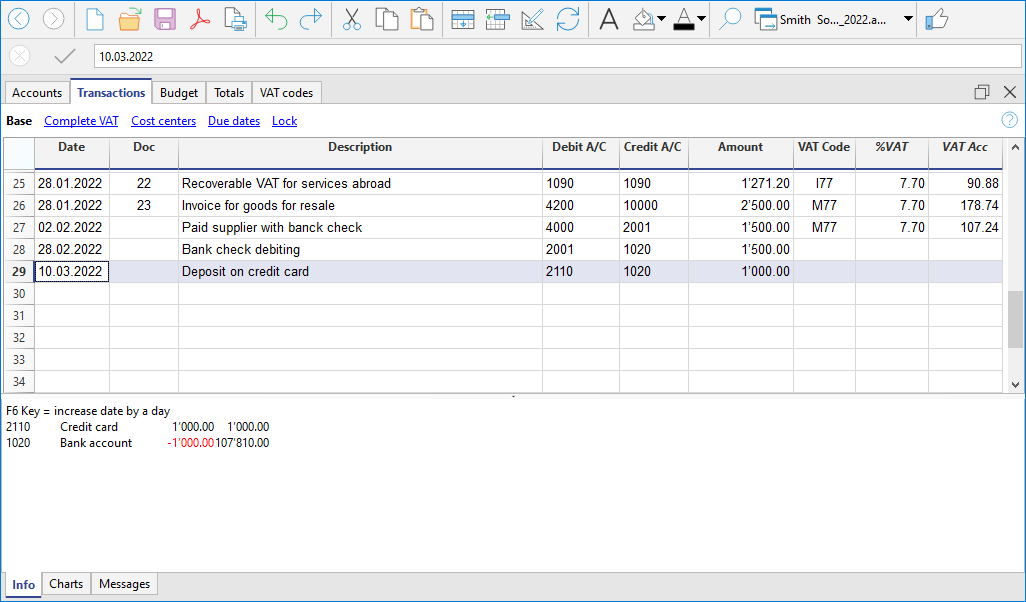 Smith So..._2022.a...
10.03.2022
Accounts Transactions Budget Totals VAT codes
Base Complete VAT Cost centers Due dates Lock
Date Doc Description Debit A/C Credit A/C Amount VAT Code %VAT VAT Acc
25 28.01.2022 22 Recoverable VAT for services abroad 1090 1090 1'271.20 I77 7.70 90.88
26 28.01.2022 23 Invoice for goods for resale 4200 10000 2'500.00 M77 7.70 178.74
27 02.02.2022 Paid supplier with banck check 4000 2001 1'500.00 M77 7.70 107.24
28 28.02.2022 Bank check debiting 2001 1020 1'500.00
29 10.03.2022 Deposit on credit card 2110 1020 1'000.00
30
31
32
33
34
F6 Key = increase date by a day
2110 Credit card 1'000.00 1'000.00
1020 Bank account -1'000.00 107'810.00
Info Charts Messages